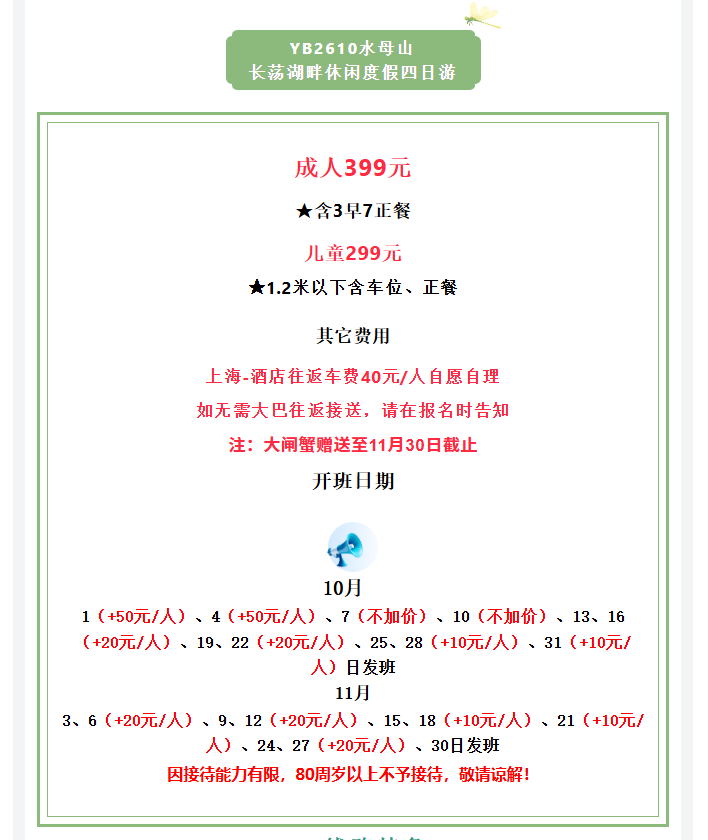 YB2610水母山
长荡湖畔休闲度假四日游
成人399元
★含3早7正餐
儿童299元
★1.2米以下含车位、正餐
其它费用
上海-酒店往返车费40元/人自愿自理
如无需大巴往返接送，请在报名时告知
注：大闸蟹赠送至11月30日截止
开班日期
10月
1（+50元/人）、4（+50元/人）、7（不加价）、10（不加价）、13、16
（+20元/人）、19、22（+20元/人）、25、28（+10元/人）、31（+10元/
人）日发班
11月
3、6（+20元/人）、9、12（+20元/人）、15、18（+10元/人）、21（+10元/
人）、24、27（+20元/人）、30日发班
因接待能力有限，80周岁以上不予接待，敬请谅解！